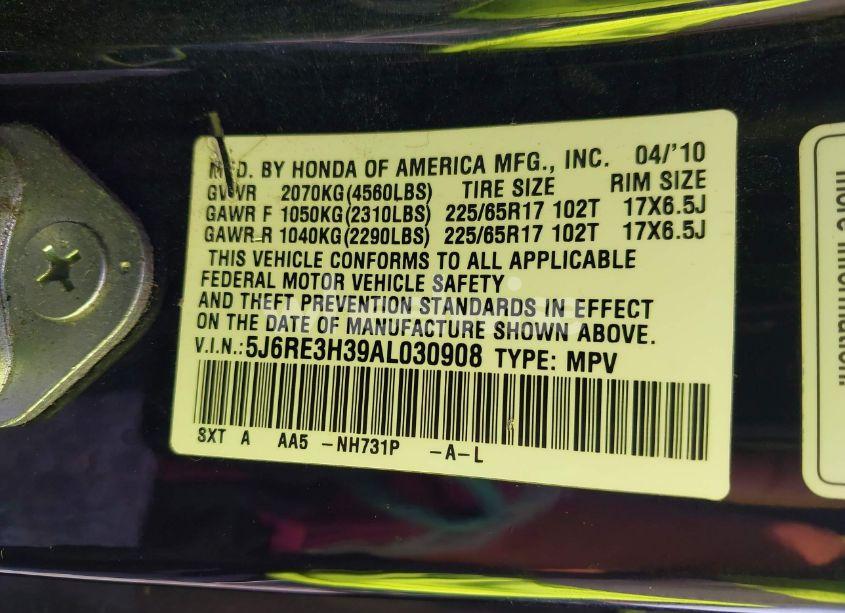 MFD. BY HONDA OF AMERICA MFG., INC. 04/'10
GVWR 2070KG(4560LBS) TIRE SIZE RIM SIZE
GAWR F 1050KG(2310LBS) 225/65R17 102T 17X6.5J
GAWR R 1040KG(2290LBS) 225/65R17 102T 17X6.5J
THIS VEHICLE CONFORMS TO ALL APPLICABLE
FEDERAL MOTOR VEHICLE SAFETY
AND THEFT PREVENTION STANDARDS IN EFFECT
ON THE DATE OF MANUFACTURE SHOWN ABOVE.
V.I.N.: 5J6RE3H39AL030908 TYPE: MPV
SXT A AA5 -NH731P -A-L
more information.